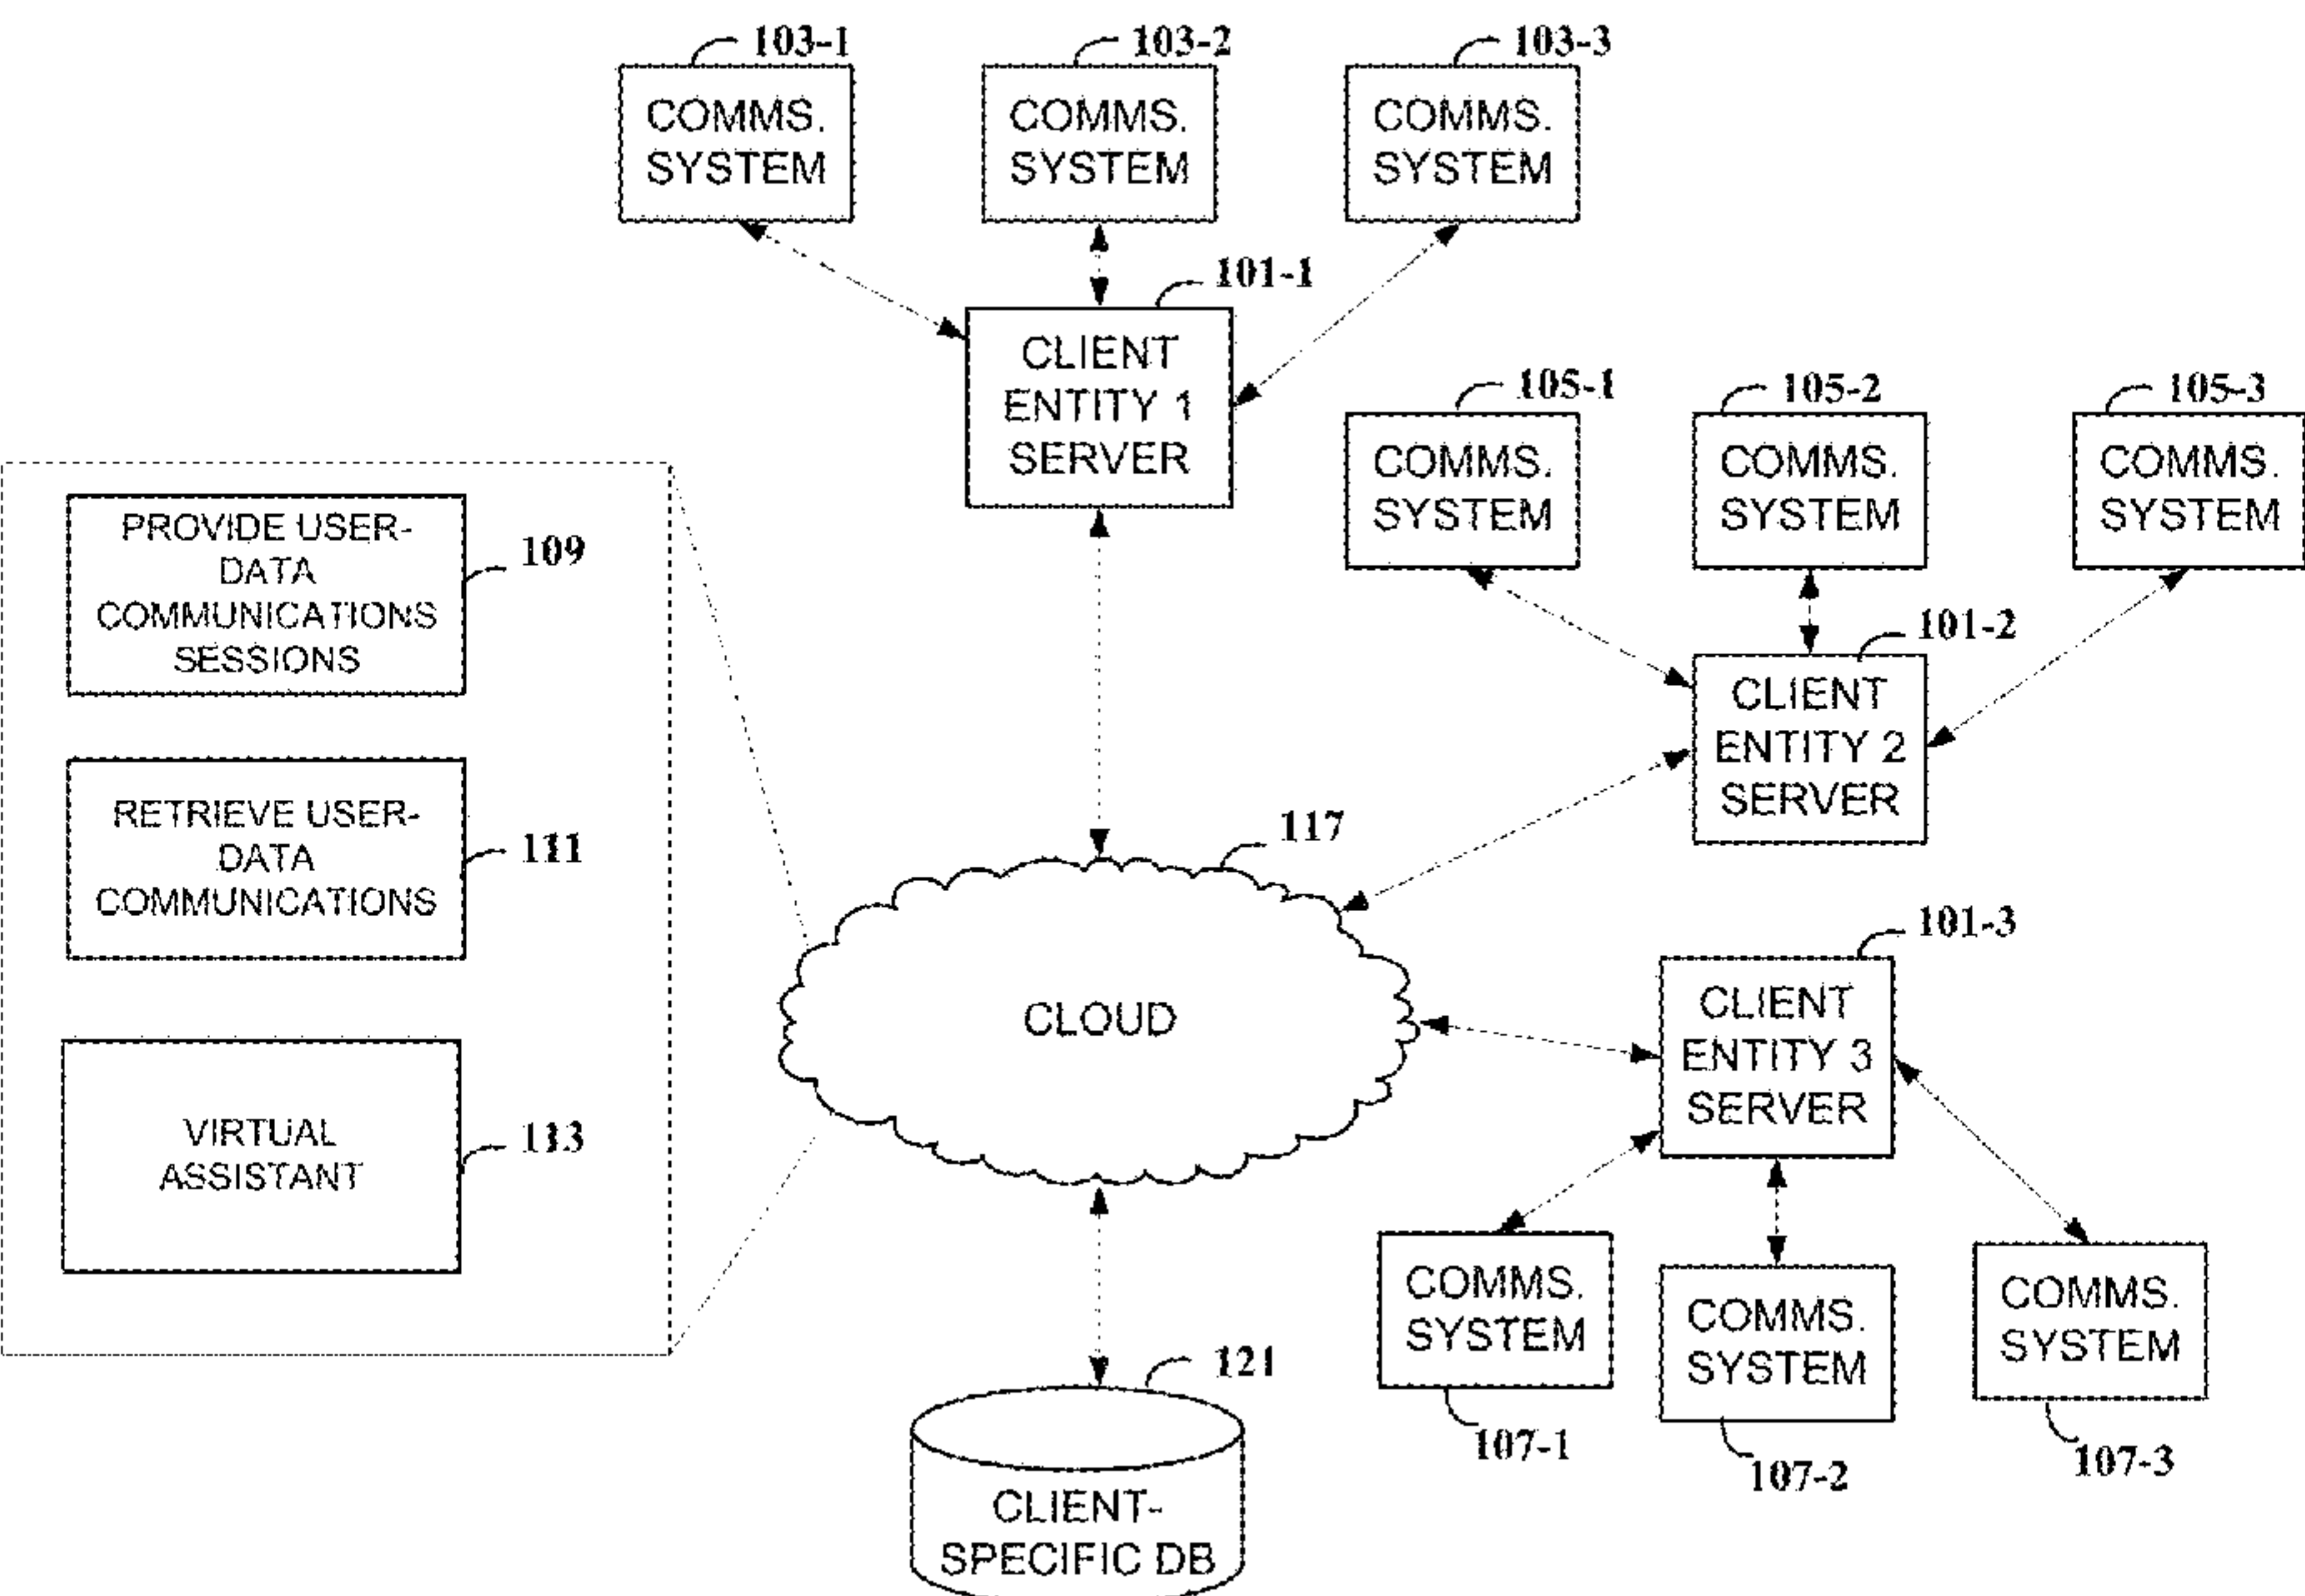 103-1
103-2
103-3
COMMS.
SYSTEM
COMMS.
SYSTEM
COMMS.
SYSTEM
101-1
CLIENT
ENTITY 1
SERVER
105-1
105-2
105-3
COMMS.
SYSTEM
COMMS.
SYSTEM
COMMS.
SYSTEM
101-2
CLIENT
ENTITY 2
SERVER
PROVIDE USER-
DATA
COMMUNICATIONS
SESSIONS
109
RETRIEVE USER-
DATA
COMMUNICATIONS
111
VIRTUAL
ASSISTANT
113
117
CLOUD
101-3
CLIENT
ENTITY 3
SERVER
COMMS.
SYSTEM
107-1
COMMS.
SYSTEM
107-2
COMMS.
SYSTEM
107-3
121
CLIENT-
SPECIFIC DB